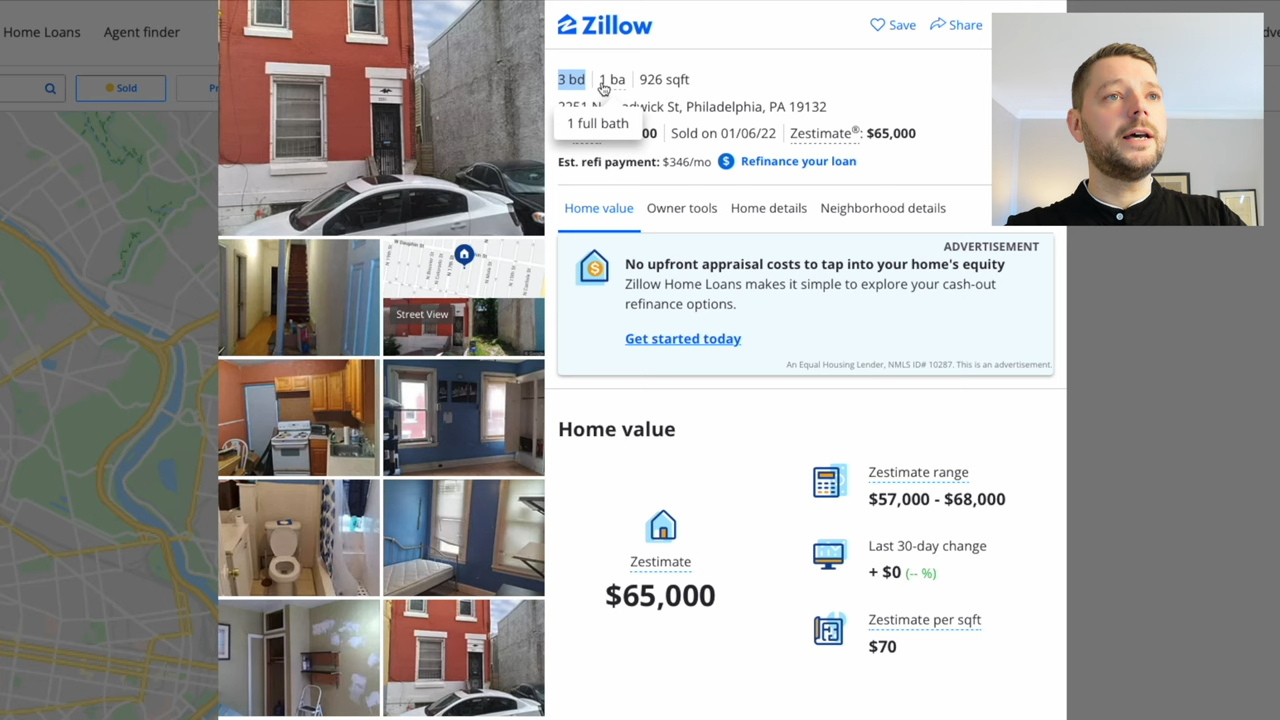 Home Loans Agent finder
Sold
Zillow
Save Share
3 bd 1 ba 926 sqft
St, Philadelphia, PA 19132
1 full bath
Sold on 01/06/22 Zestimate®: $65,000
Est. refi payment: $346/mo $ Refinance your loan
Home value Owner tools Home details Neighborhood details
ADVERTISEMENT
No upfront appraisal costs to tap into your home's equity
Zillow Home Loans makes it simple to explore your cash-out
refinance options.
Get started today
An Equal Housing Lender, NMLS ID# 10287. This is an advertisement.
Street View
Home value
Zestimate
$65,000
Zestimate range
$57,000 - $68,000
Last 30-day change
+ $0 (-- %)
Zestimate per sqft
$70